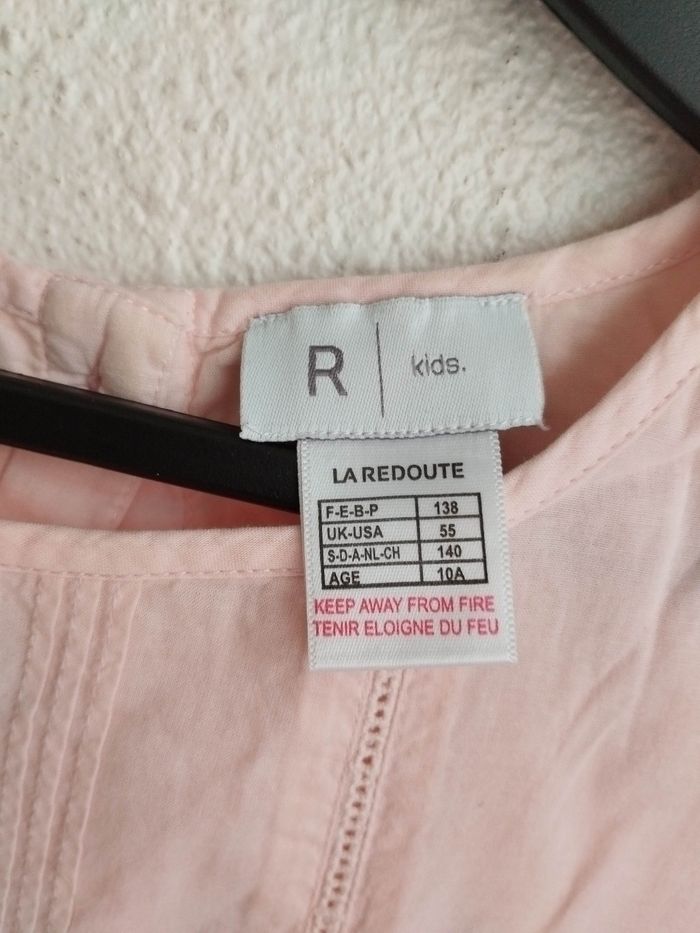 R kids.
LA REDOUTE
F-E-B-P 138
UK-USA 55
S-D-A-NL-CH 140
AGE 10A
KEEP AWAY FROM FIRE
TENIR ELOIGNE DU FEU